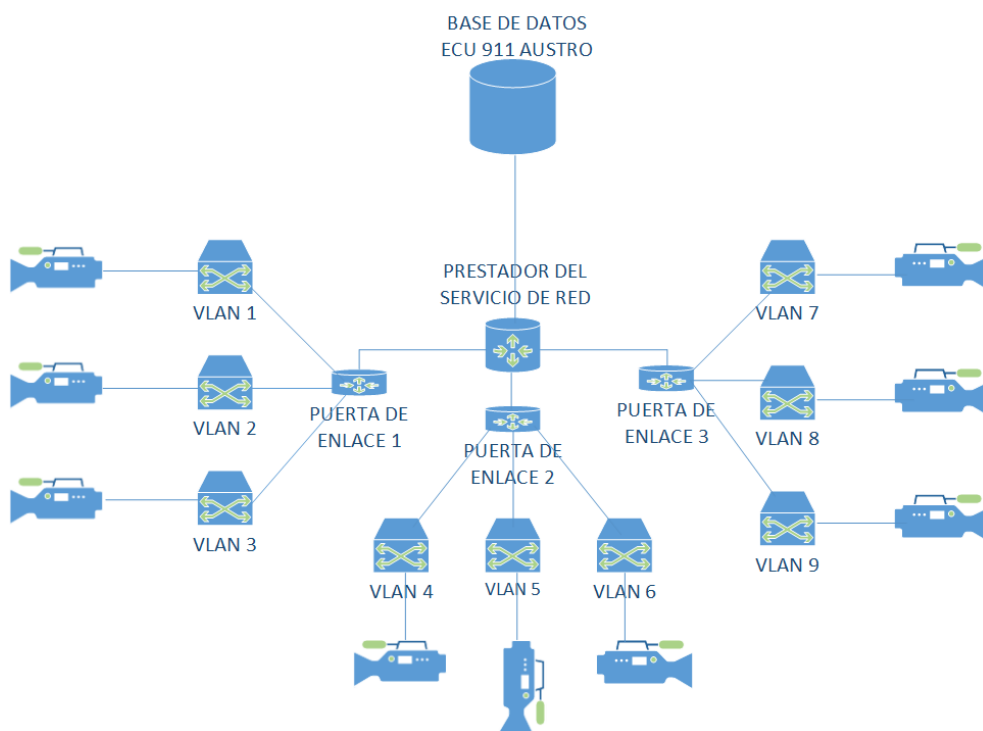 BASE DE DATOS
ECU 911 AUSTRO
PRESTADOR DEL
SERVICIO DE RED
VLAN 1
VLAN 7
VLAN 2
PUERTA DE
ENLACE 1
PUERTA DE
ENLACE 3
VLAN 8
PUERTA DE
ENLACE 2
VLAN 3
VLAN 9
VLAN 4
VLAN 5
VLAN 6